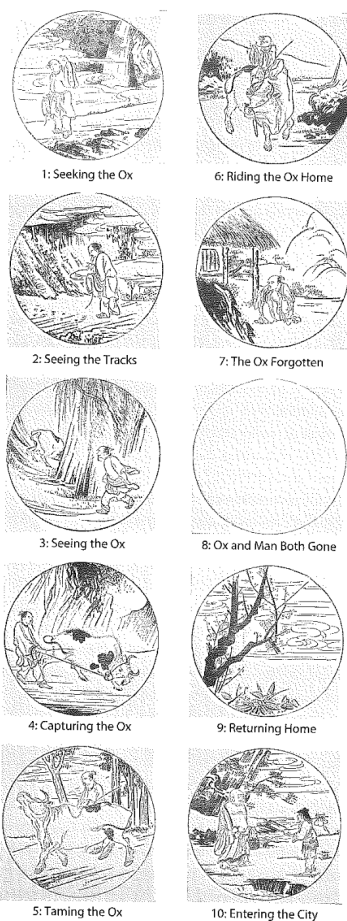 1: Seeking the Ox
2: Seeing the Tracks
3: Seeing the Ox
4: Capturing the Ox
5: Taming the Ox
6: Riding the Ox Home
7: The Ox Forgotten
8: Ox and Man Both Gone
9: Returning Home
10: Entering the City